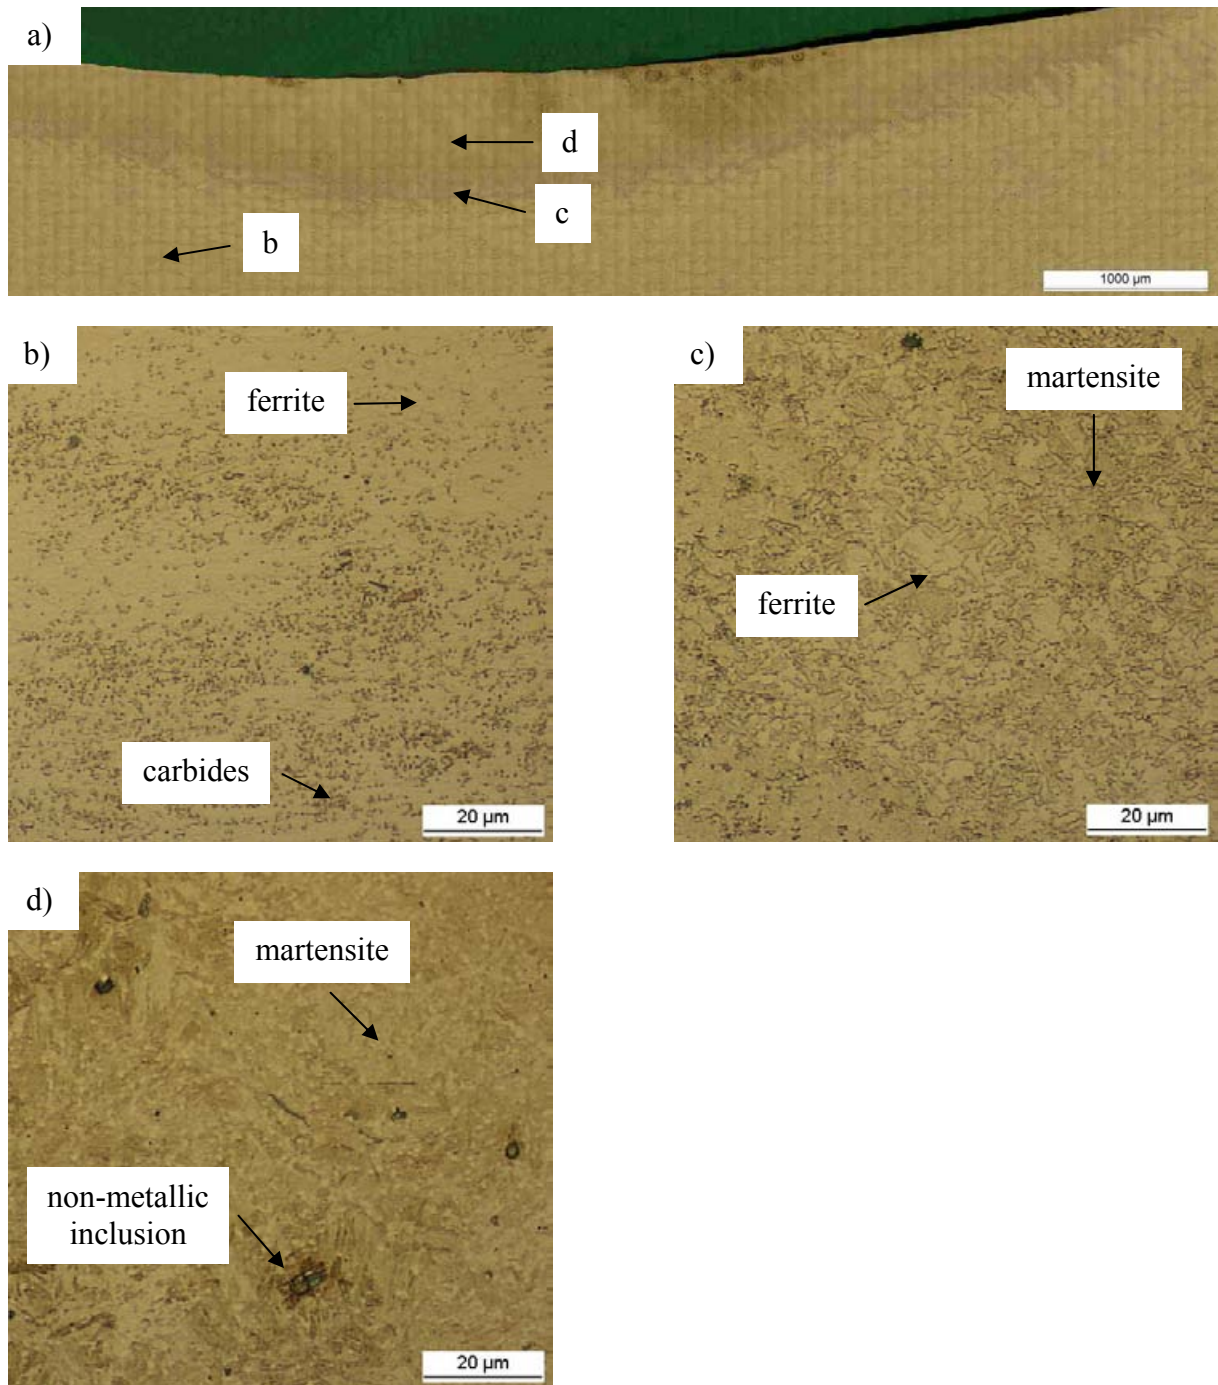 a)
d
c
b
1000 µm
b)
ferrite
carbides
20 µm
c)
martensite
ferrite
20 µm
d)
martensite
non-metallic
inclusion
20 µm